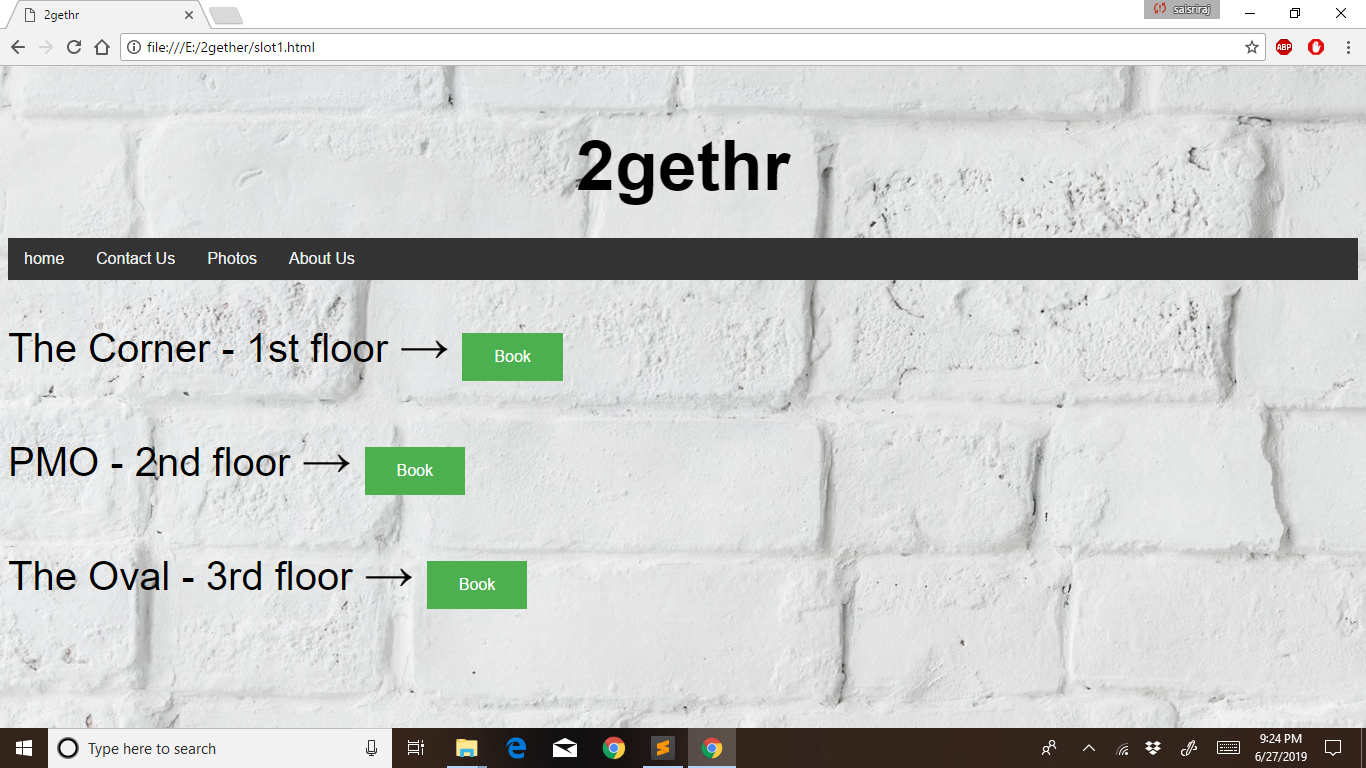 2gethr
saisriraj
file:///E:/2gether/slot1.html
ABP
2gethr
home Contact Us Photos About Us
The Corner - 1st floor → Book
PMO - 2nd floor → Book
The Oval - 3rd floor → Book
Type here to search
9:24 PM
6/27/2019